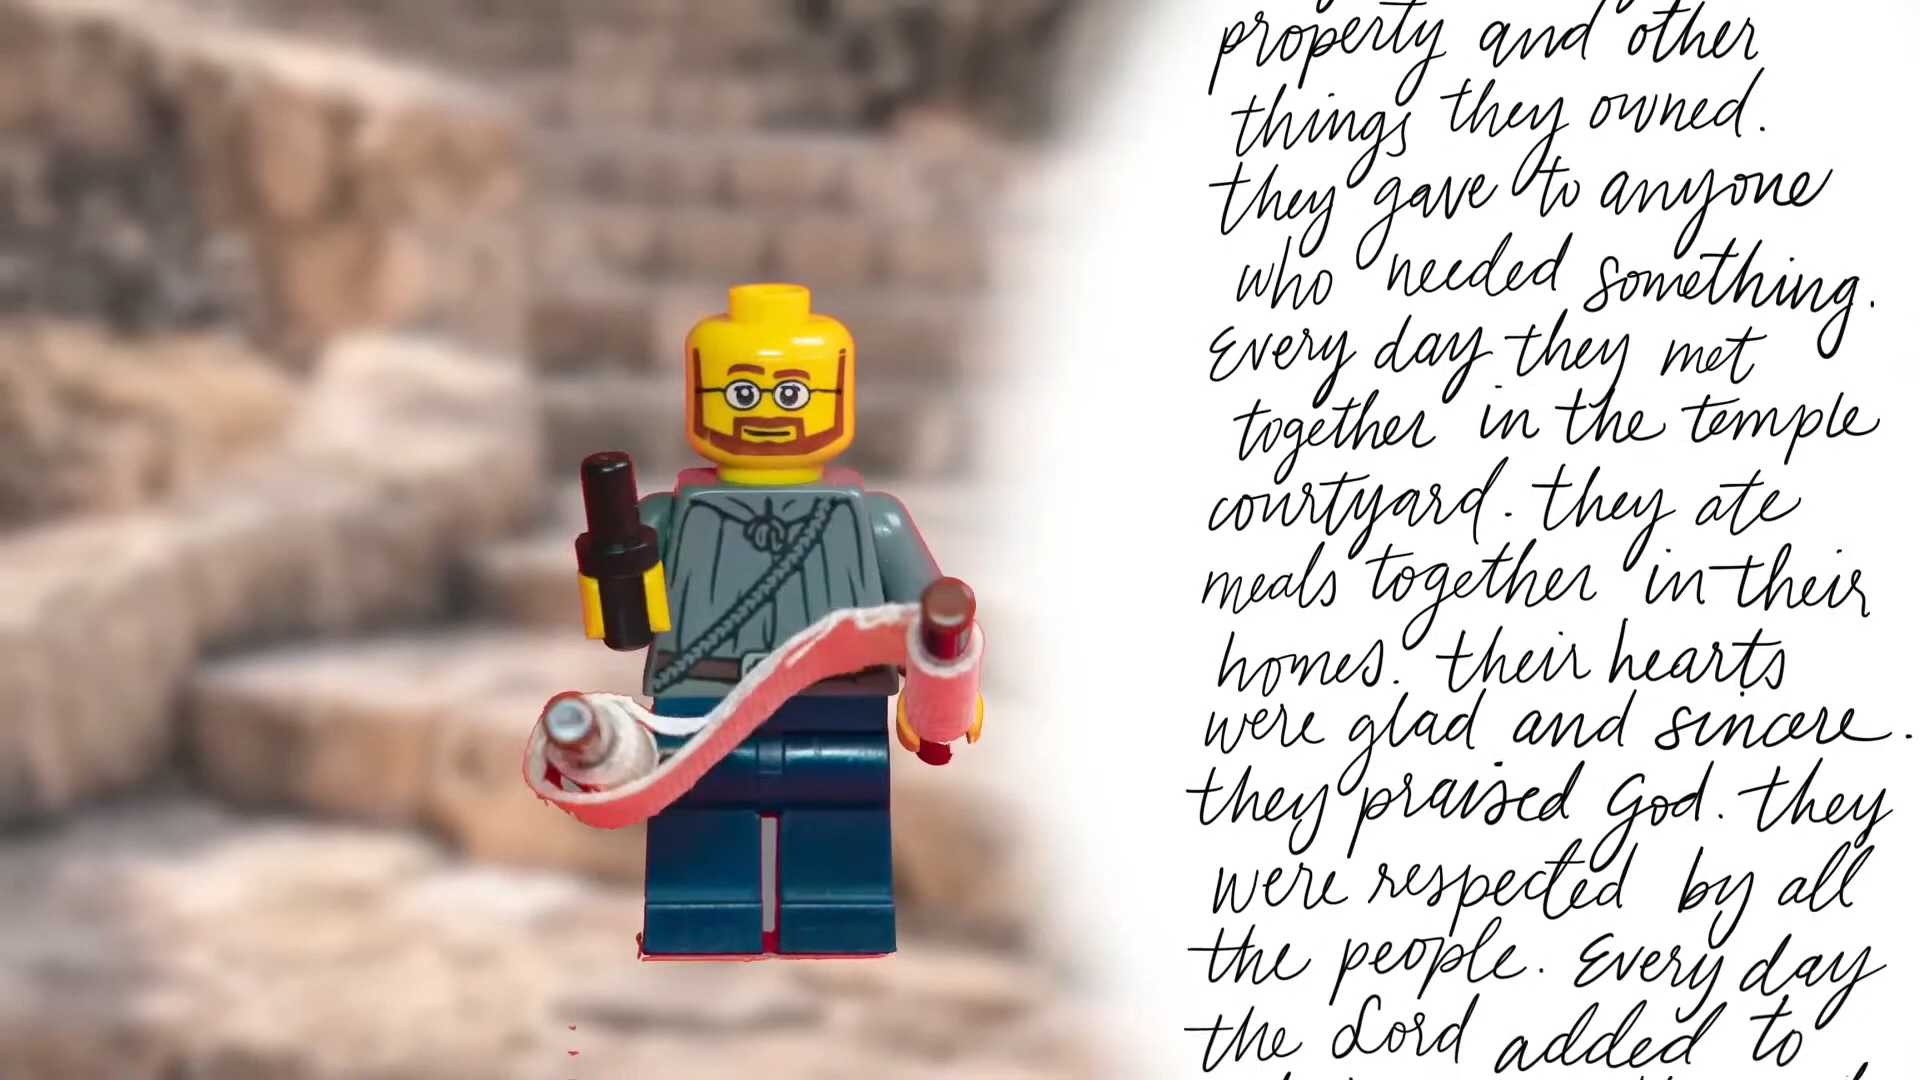 property and other
things they owned.
they gave to anyone
who needed something.
Every day they met
together in the temple
courtyard. they ate
meals together in their
homes. their hearts
were glad and sincere.
they praised God. they
were respected by all
the people. Every day
the Lord added to